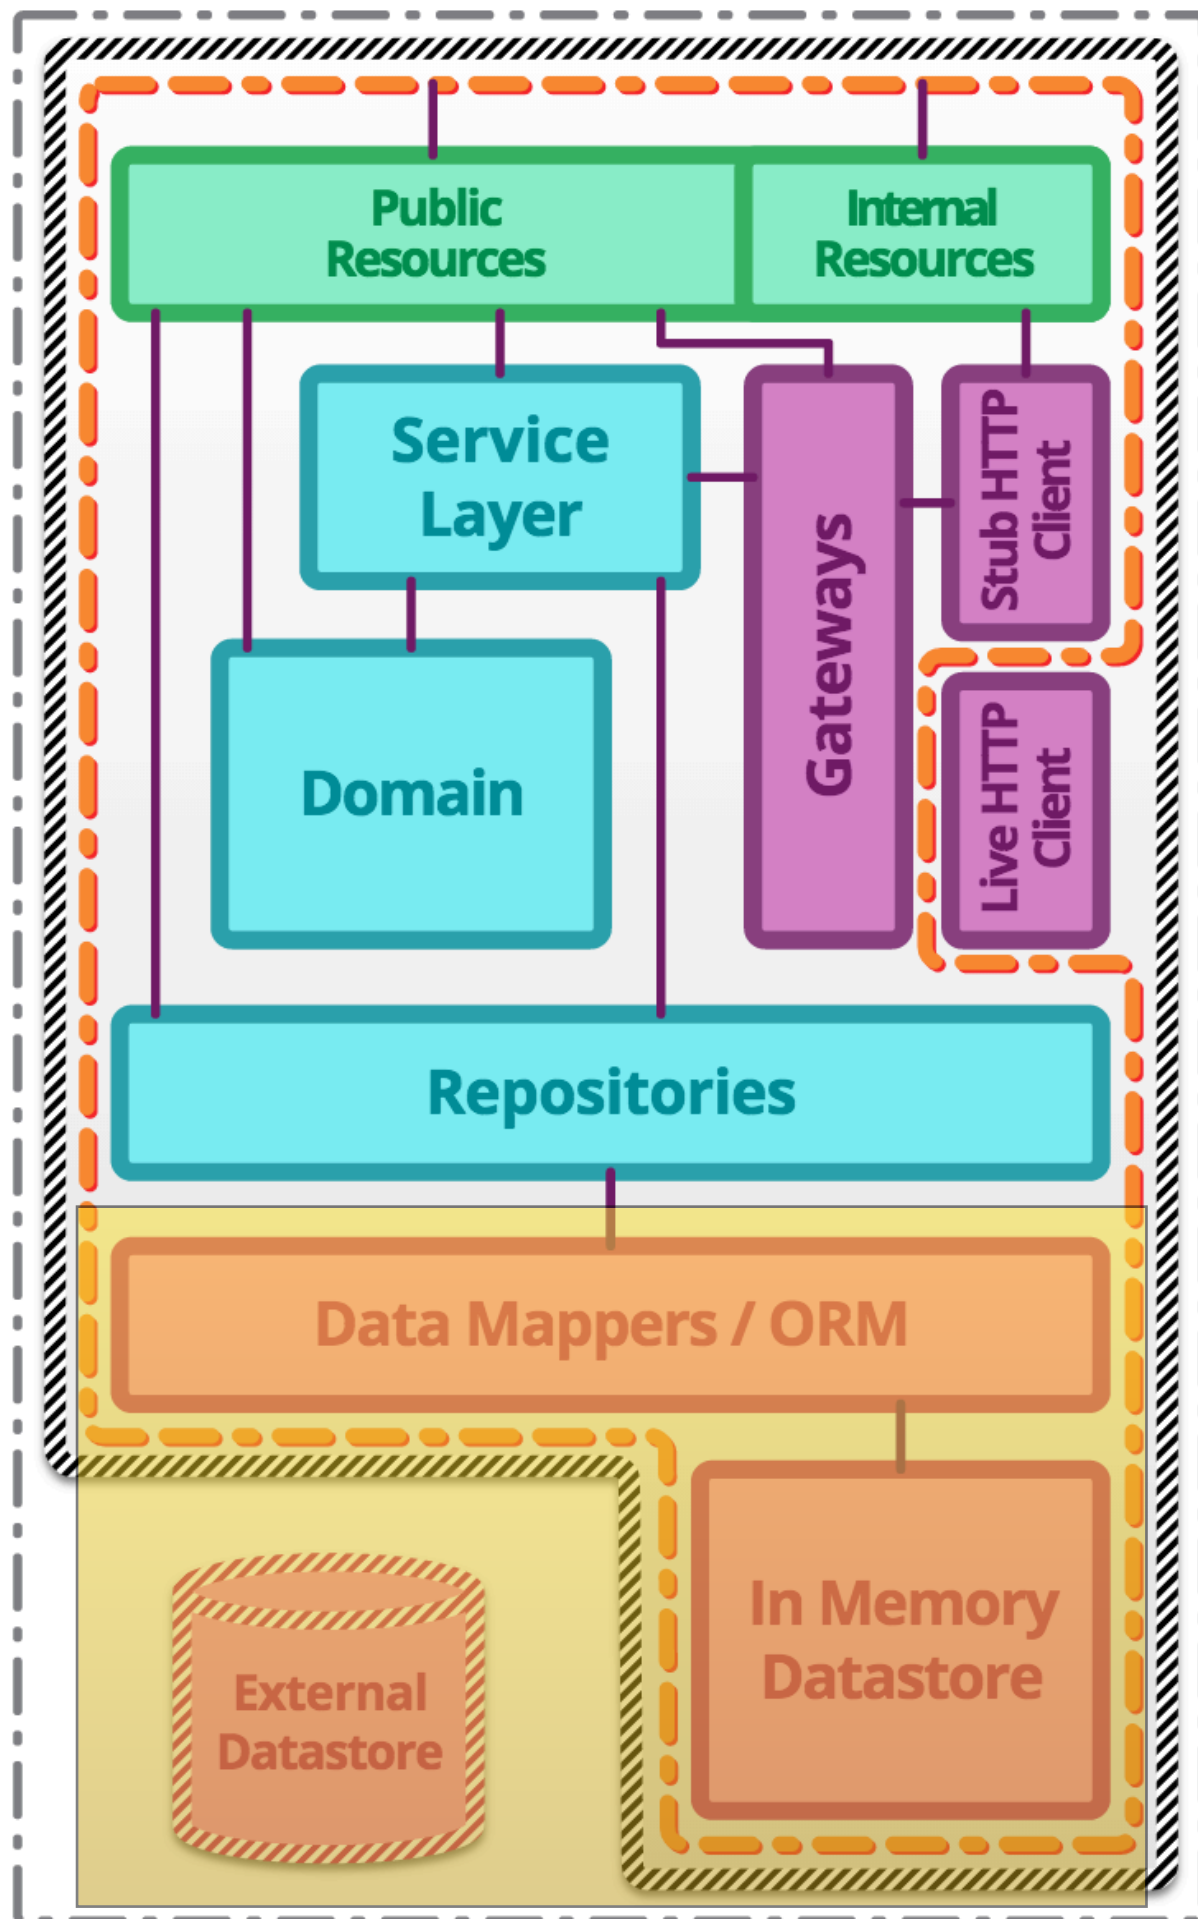 Public
Resources
Internal
Resources
Service
Layer
Gateways
Stub HTTP
Client
Domain
Live HTTP
Client
Repositories
Data Mappers / ORM
In Memory
Datastore
External
Datastore